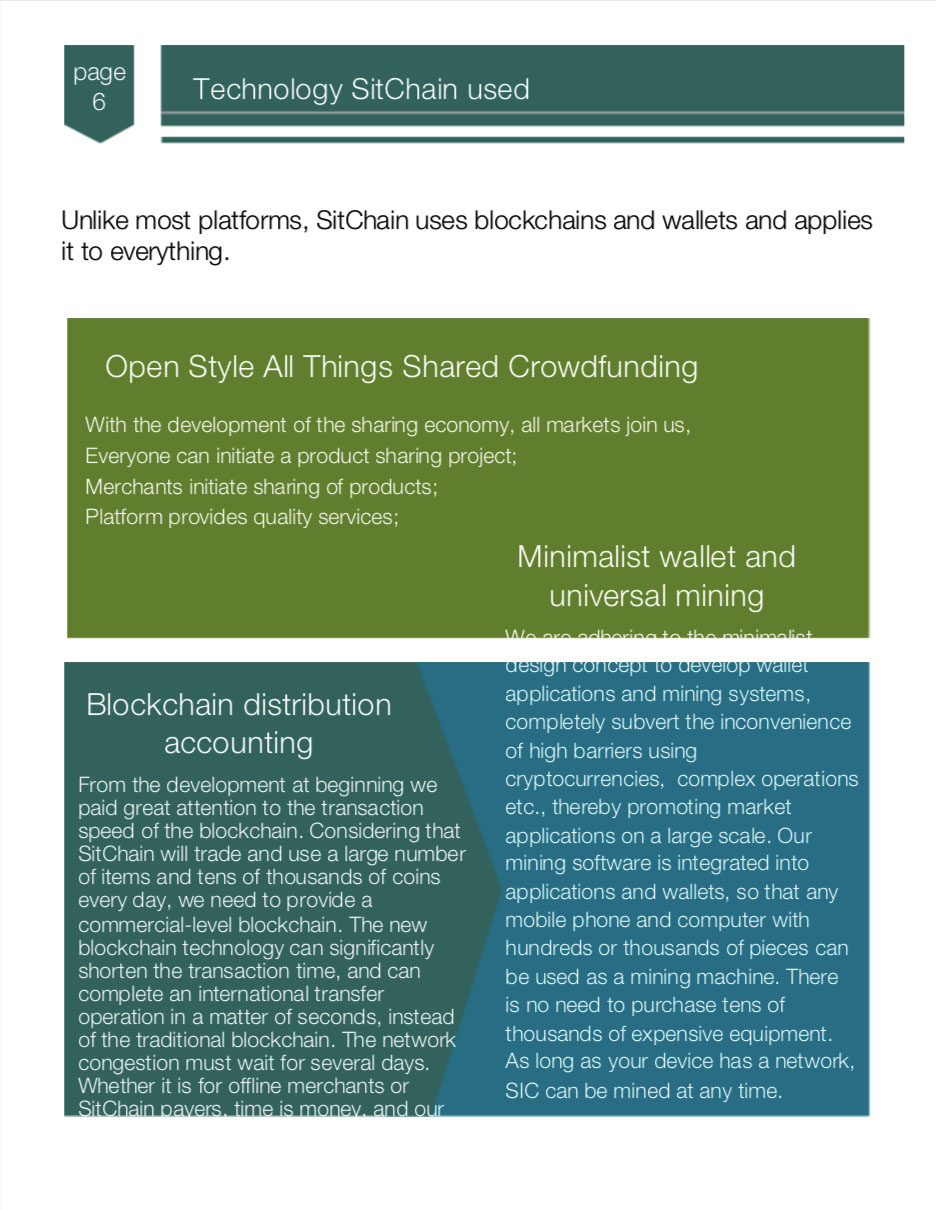 page
6
Technology SitChain used
Unlike most platforms, SitChain uses blockchains and wallets and applies
it to everything.
Open Style All Things Shared Crowdfunding
With the development of the sharing economy, all markets join us,
Everyone can initiate a product sharing project;
Merchants initiate sharing of products;
Platform provides quality services;
Minimalist wallet and
universal mining
We are adhering to the minimalist
design concept to develop wallet
applications and mining systems,
completely subvert the inconvenience
of high barriers using
cryptocurrencies,  complex operations
etc., thereby promoting market
applications on a large scale. Our
mining software is integrated into
applications and wallets, so that any
mobile phone and computer with
hundreds or thousands of pieces can
be used as a mining machine. There
is no need to purchase tens of
thousands of expensive equipment.
As long as your device has a network,
SIC can be mined at any time.
Blockchain distribution
accounting
From the development at beginning we
paid great attention to the transaction
speed of the blockchain. Considering that
SitChain will trade and use a large number
of items and tens of thousands of coins
every day, we need to provide a
commercial-level blockchain. The new
blockchain technology can significantly
shorten the transaction time, and can
complete an international transfer
operation in a matter of seconds, instead
of the traditional blockchain. The network
congestion must wait for several days.
Whether it is for offline merchants or
SitChain payers, time is money, and our